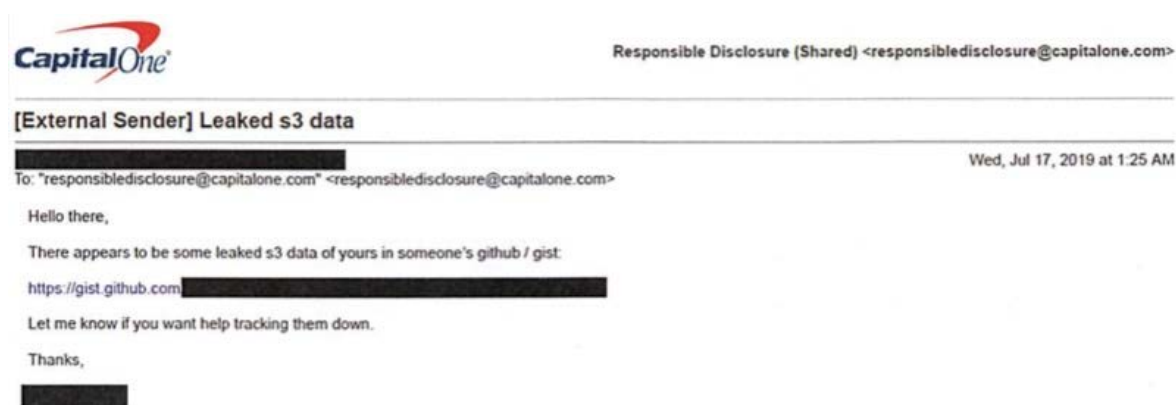 CapitalOne®
Responsible Disclosure (Shared) <responsibledisclosure@capitalone.com>
[External Sender] Leaked s3 data
Wed, Jul 17, 2019 at 1:25 AM
To: "responsibledisclosure@capitalone.com" <responsibledisclosure@capitalone.com>
Hello there,
There appears to be some leaked s3 data of yours in someone's github / gist:
https://gist.github.com
Let me know if you want help tracking them down.
Thanks,